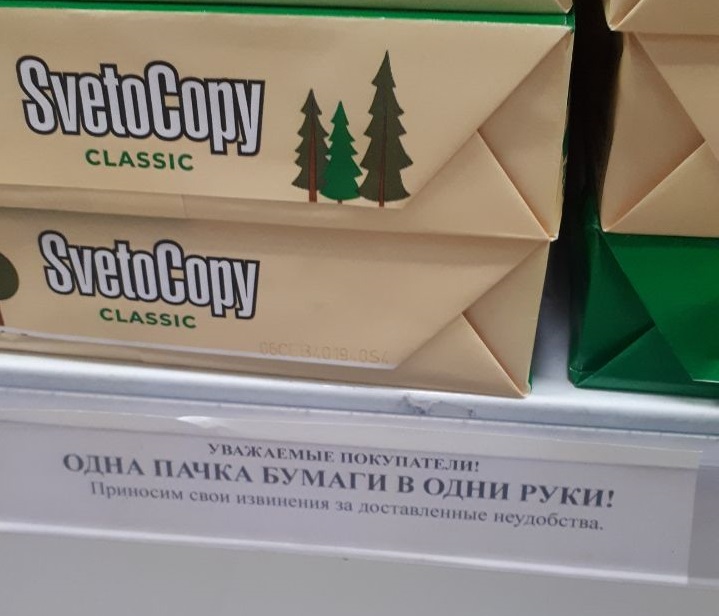 SvetoCopy
CLASSIC
SvetoCopy
CLASSIC
УВАЖАЕМЫЕ ПОКУПАТЕЛИ!
ОДНА ПАЧКА БУМАГИ В ОДНИ РУКИ!
Приносим свои извинения за доставленные неудобства.